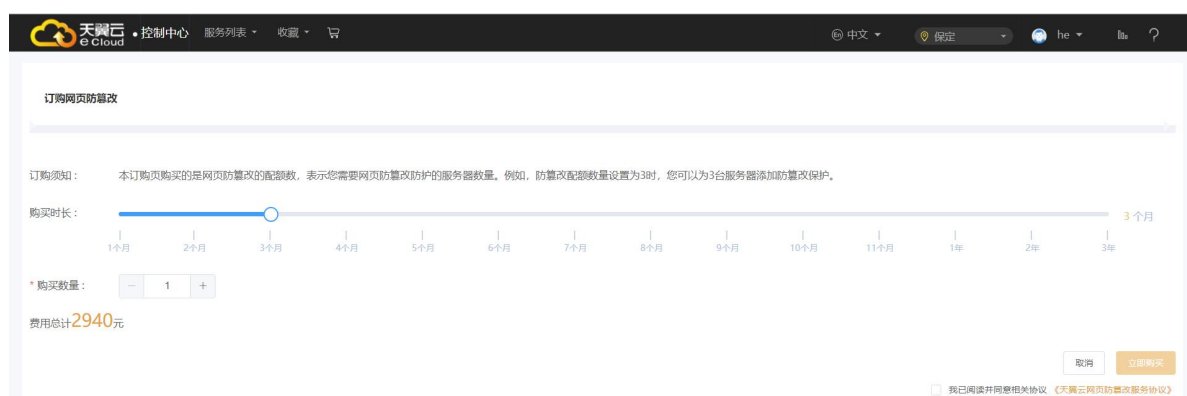 天翼云 e Cloud • 控制中心 服务列表 收藏 中文 保定 he ?
订购网页防篡改
订购须知： 本订购页购买的是网页防篡改的配额数，表示您需要网页防篡改防护的服务器数量。例如，防篡改配额数量设置为3时，您可以为3台服务器添加防篡改保护。
购买时长： 3 个月
1个月 2个月 3个月 4个月 5个月 6个月 7个月 8个月 9个月 10个月 11个月 1年 2年 3年
* 购买数量： － 1 +
费用总计2940元
取消 立即购买
我已阅读并同意相关协议 《天翼云网页防篡改服务协议》